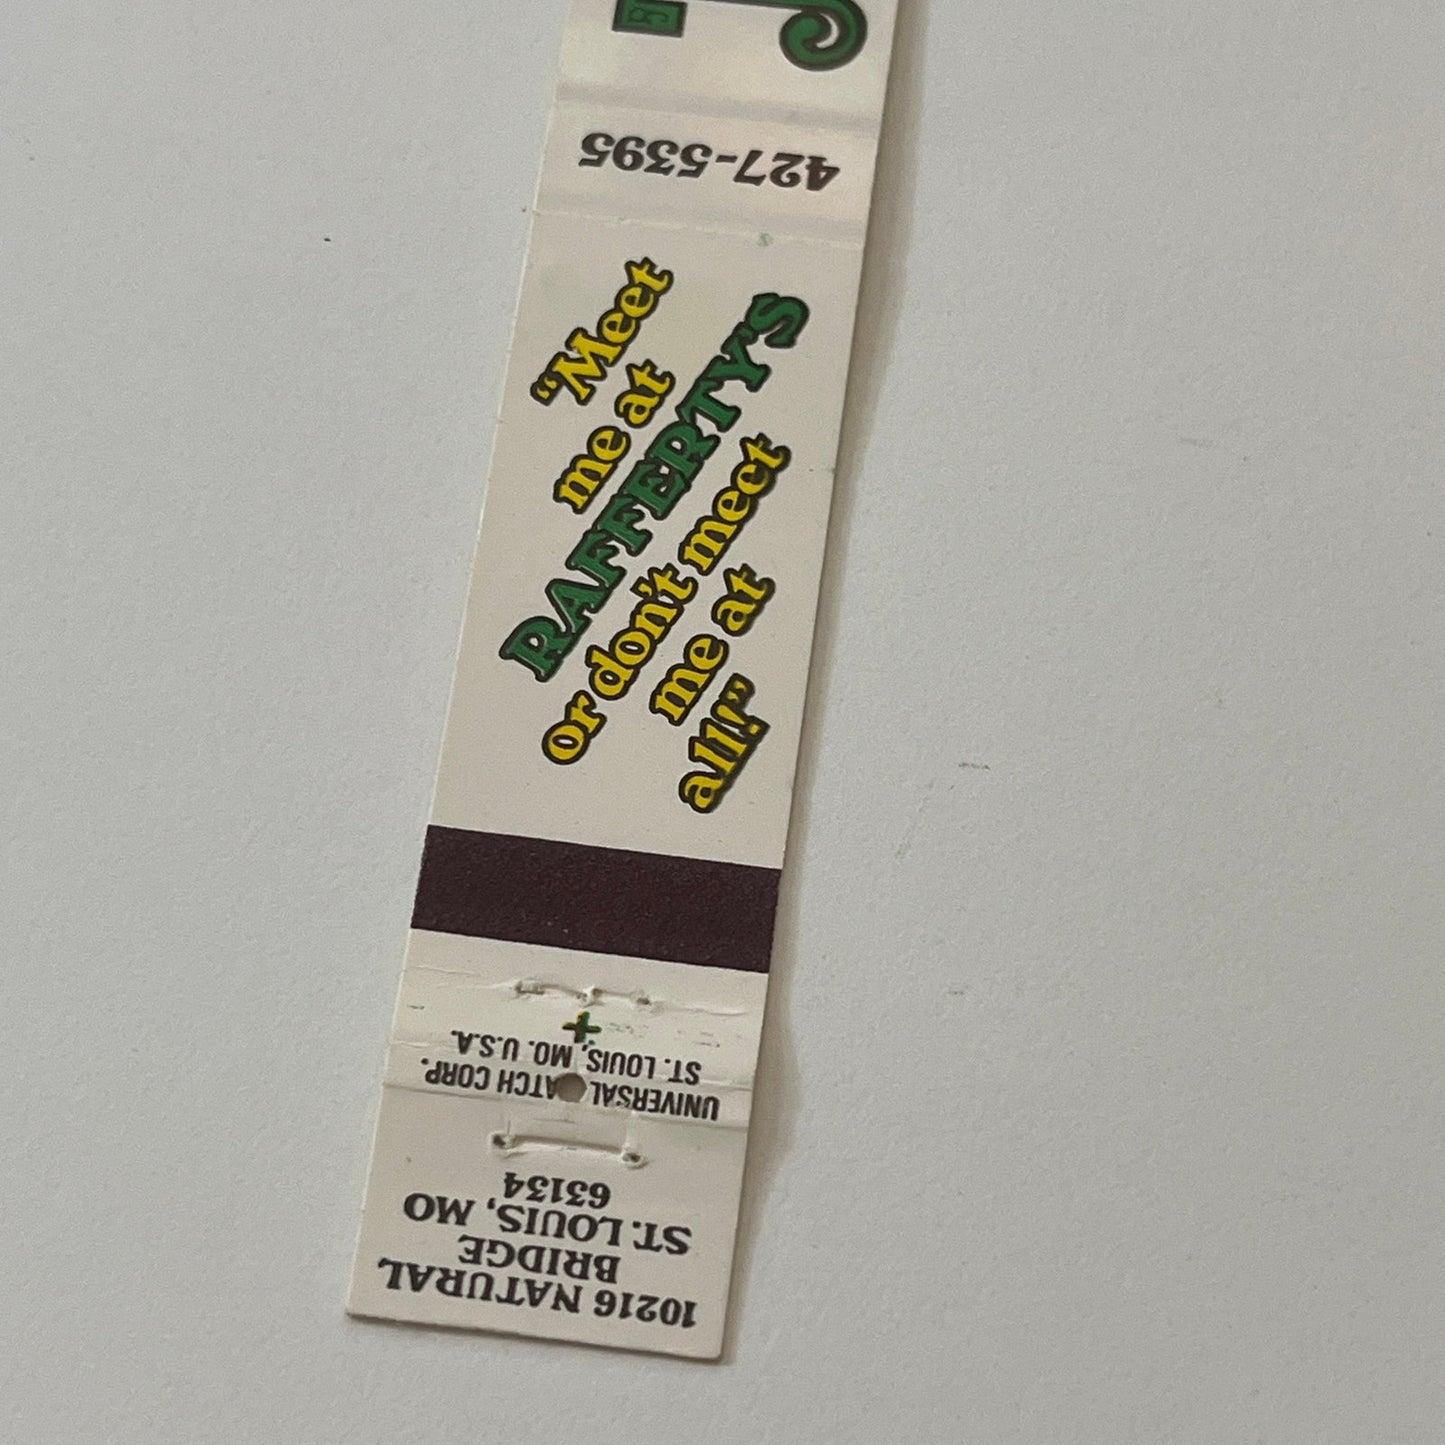 427-5395
"Meet
me at
RAFFERTY'S
or don't meet
me at
all!"
UNIVERSAL CORP.
ST. LOUIS, MO. U.S.A.
10216 NATURAL
BRIDGE
ST. LOUIS, MO
63134